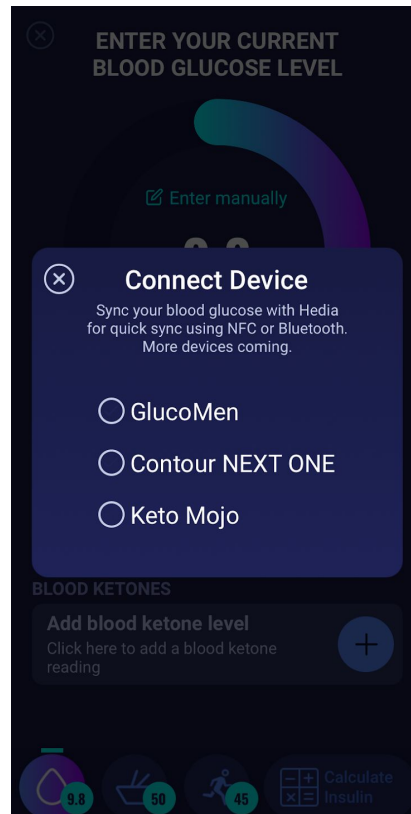 ENTER YOUR CURRENT
BLOOD GLUCOSE LEVEL
Enter manually
Connect Device
Sync your blood glucose with Hedia
for quick sync using NFC or Bluetooth.
More devices coming.
GlucoMen
Contour NEXT ONE
Keto Mojo
BLOOD KETONES
Add blood ketone level
Click here to add a blood ketone
reading
9.8
50
45
Calculate
Insulin